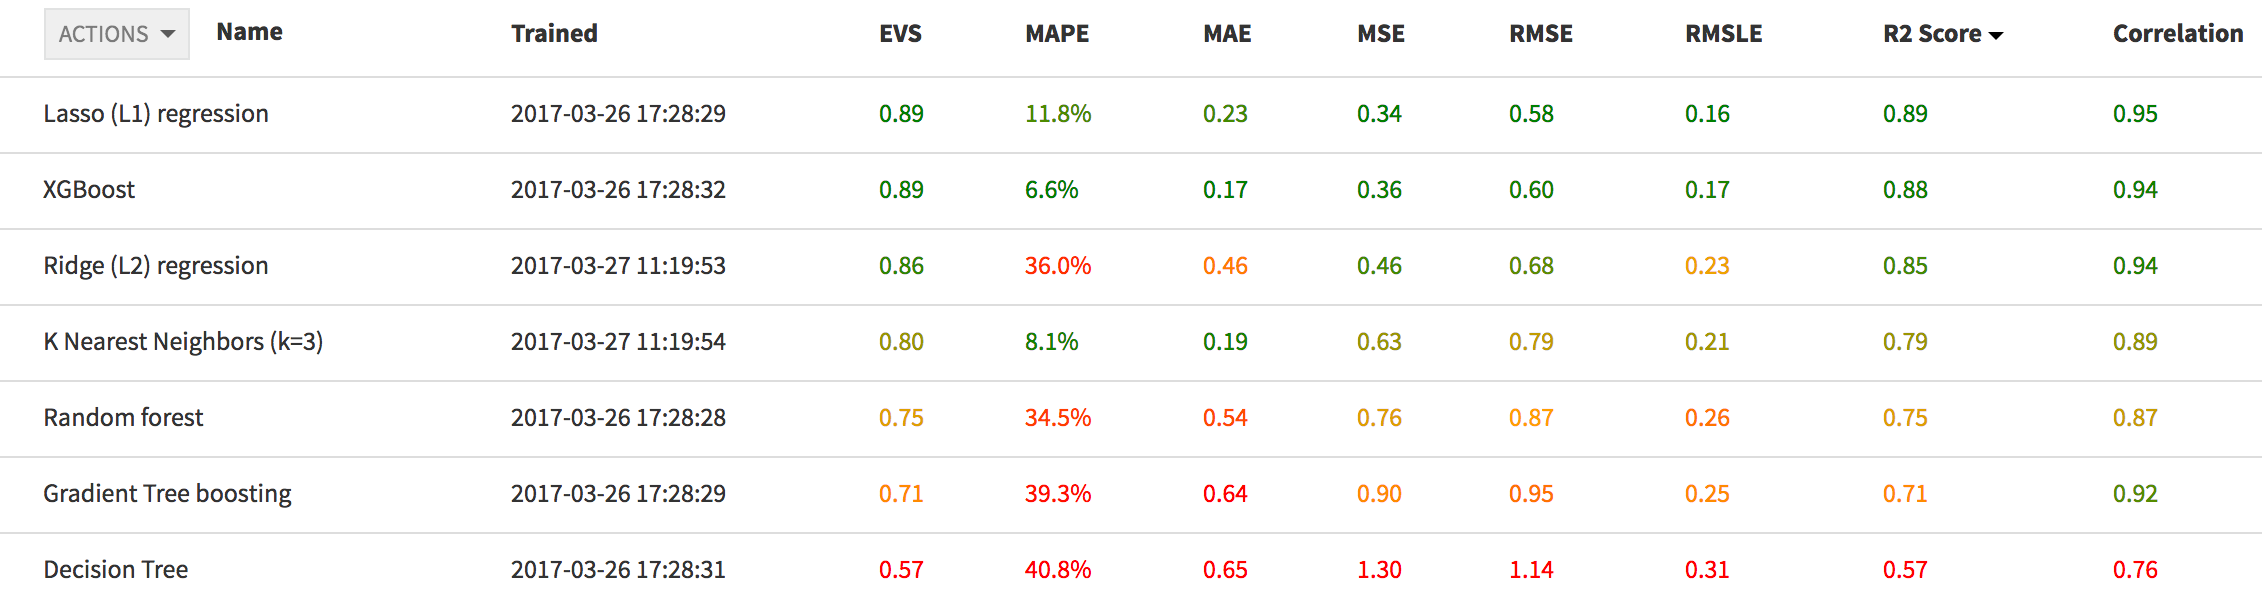 ACTIONS Name Trained EVS MAPE MAE MSE RMSE RMSLE R2 Score Correlation
Lasso (L1) regression 2017-03-26 17:28:29 0.89 11.8% 0.23 0.34 0.58 0.16 0.89 0.95
XGBoost 2017-03-26 17:28:32 0.89 6.6% 0.17 0.36 0.60 0.17 0.88 0.94
Ridge (L2) regression 2017-03-27 11:19:53 0.86 36.0% 0.46 0.46 0.68 0.23 0.85 0.94
K Nearest Neighbors (k=3) 2017-03-27 11:19:54 0.80 8.1% 0.19 0.63 0.79 0.21 0.79 0.89
Random forest 2017-03-26 17:28:28 0.75 34.5% 0.54 0.76 0.87 0.26 0.75 0.87
Gradient Tree boosting 2017-03-26 17:28:29 0.71 39.3% 0.64 0.90 0.95 0.25 0.71 0.92
Decision Tree 2017-03-26 17:28:31 0.57 40.8% 0.65 1.30 1.14 0.31 0.57 0.76